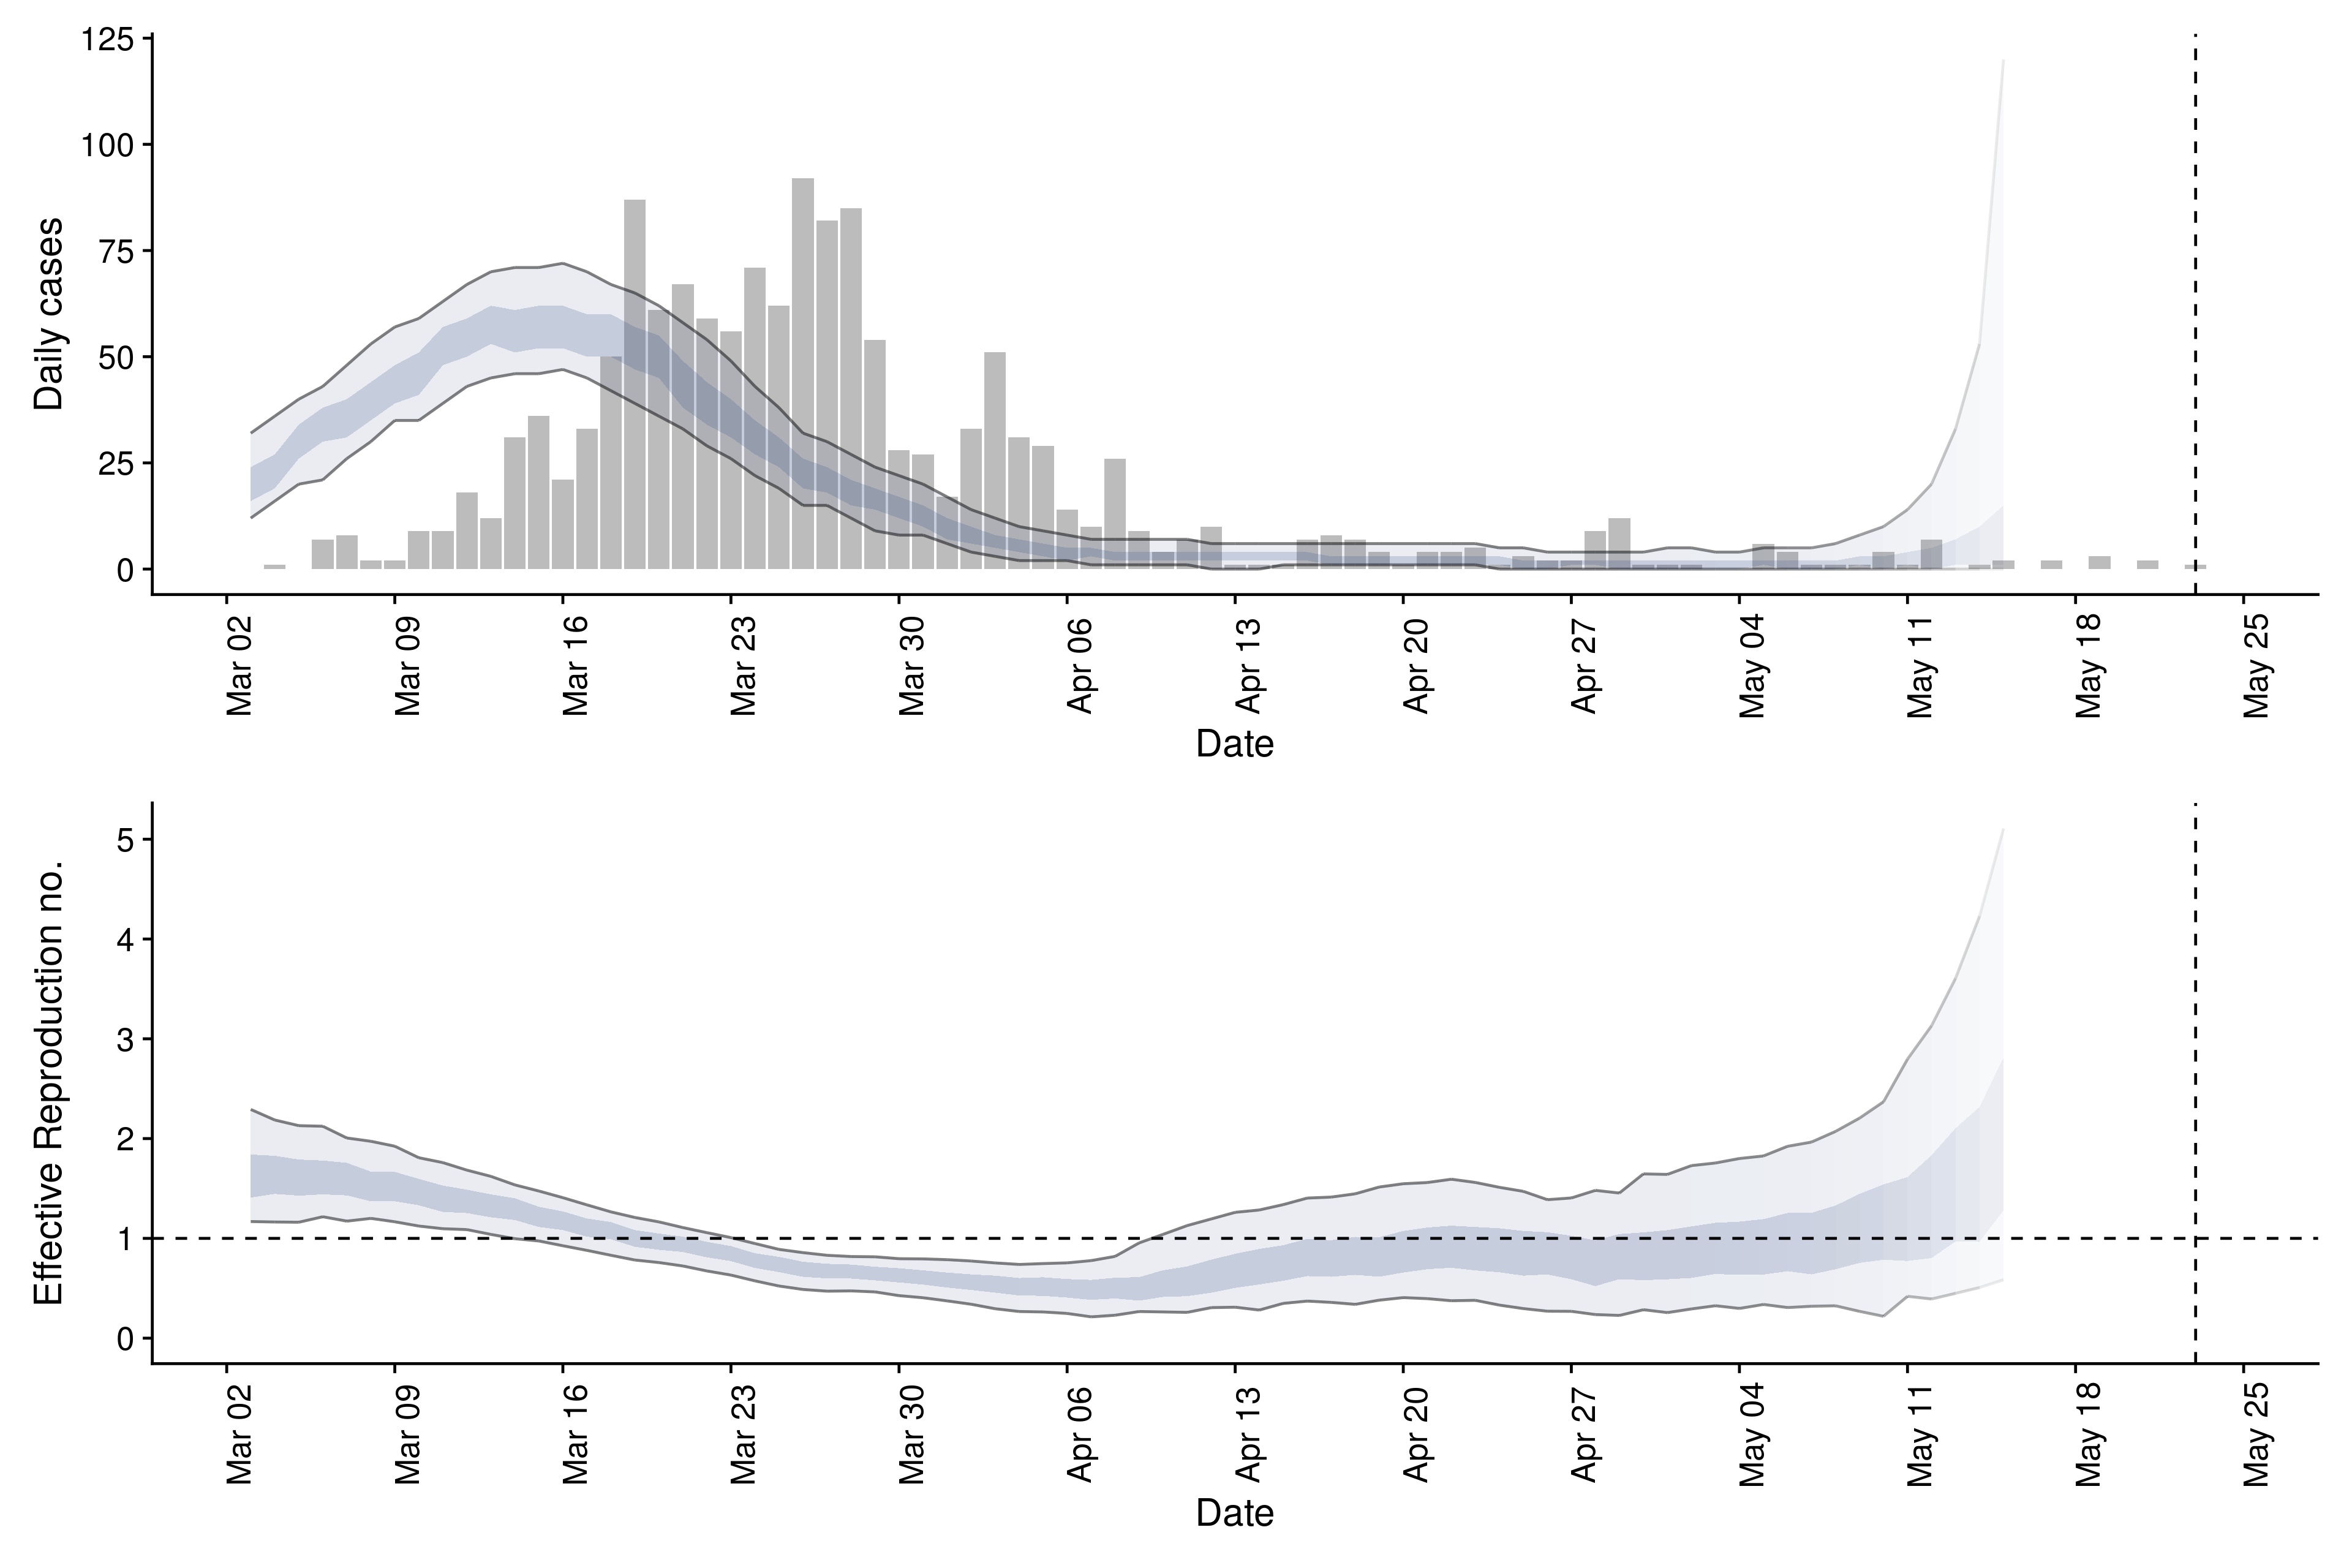 Daily cases
125
100
75
50
25
0
Mar 02
Mar 09
Mar 16
Mar 23
Mar 30
Apr 06
Apr 13
Apr 20
Apr 27
May 04
May 11
May 18
May 25
Date
Effective Reproduction no.
5
4
3
2
1
0
Mar 02
Mar 09
Mar 16
Mar 23
Mar 30
Apr 06
Apr 13
Apr 20
Apr 27
May 04
May 11
May 18
May 25
Date